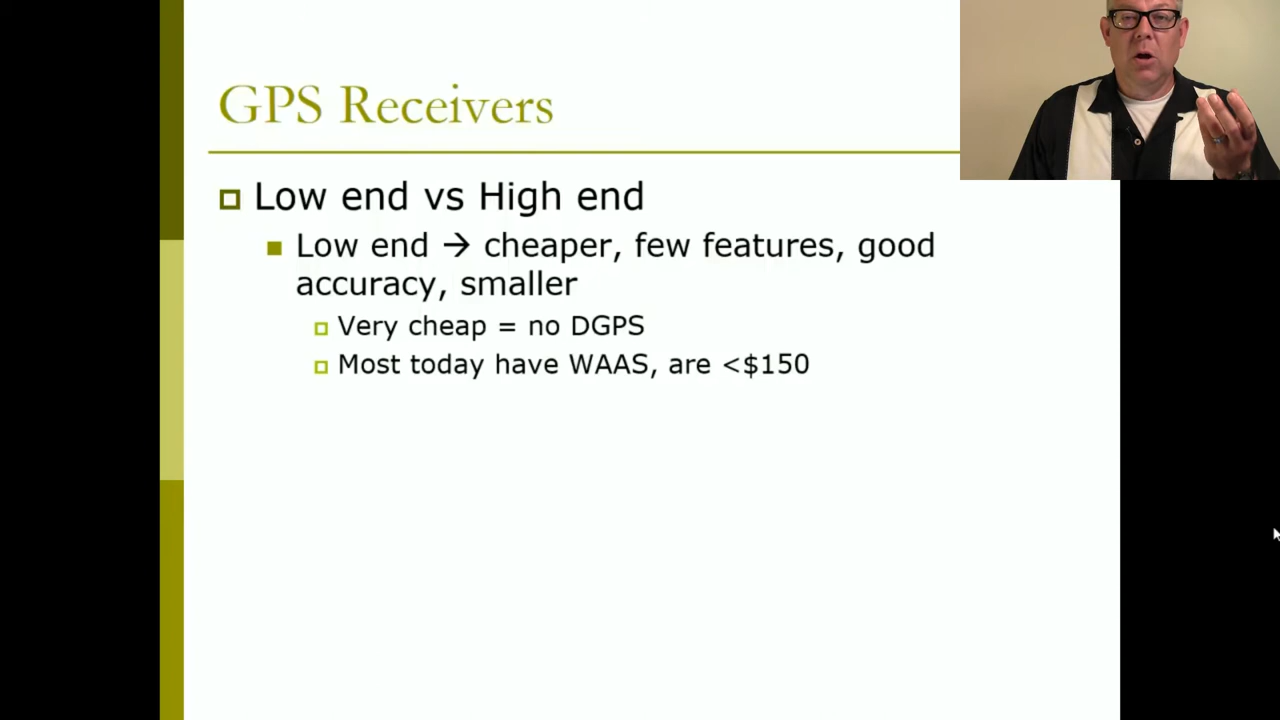 GPS Receivers
Low end vs High end
Low end → cheaper, few features, good
accuracy, smaller
Very cheap = no DGPS
Most today have WAAS, are <$150